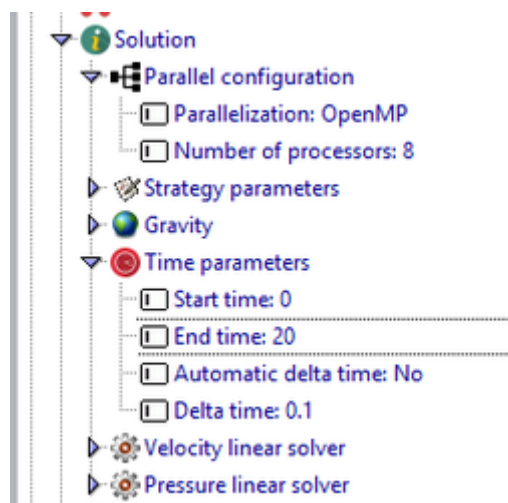 Solution
Parallel configuration
Parallelization: OpenMP
Number of processors: 8
Strategy parameters
Gravity
Time parameters
Start time: 0
End time: 20
Automatic delta time: No
Delta time: 0.1
Velocity linear solver
Pressure linear solver